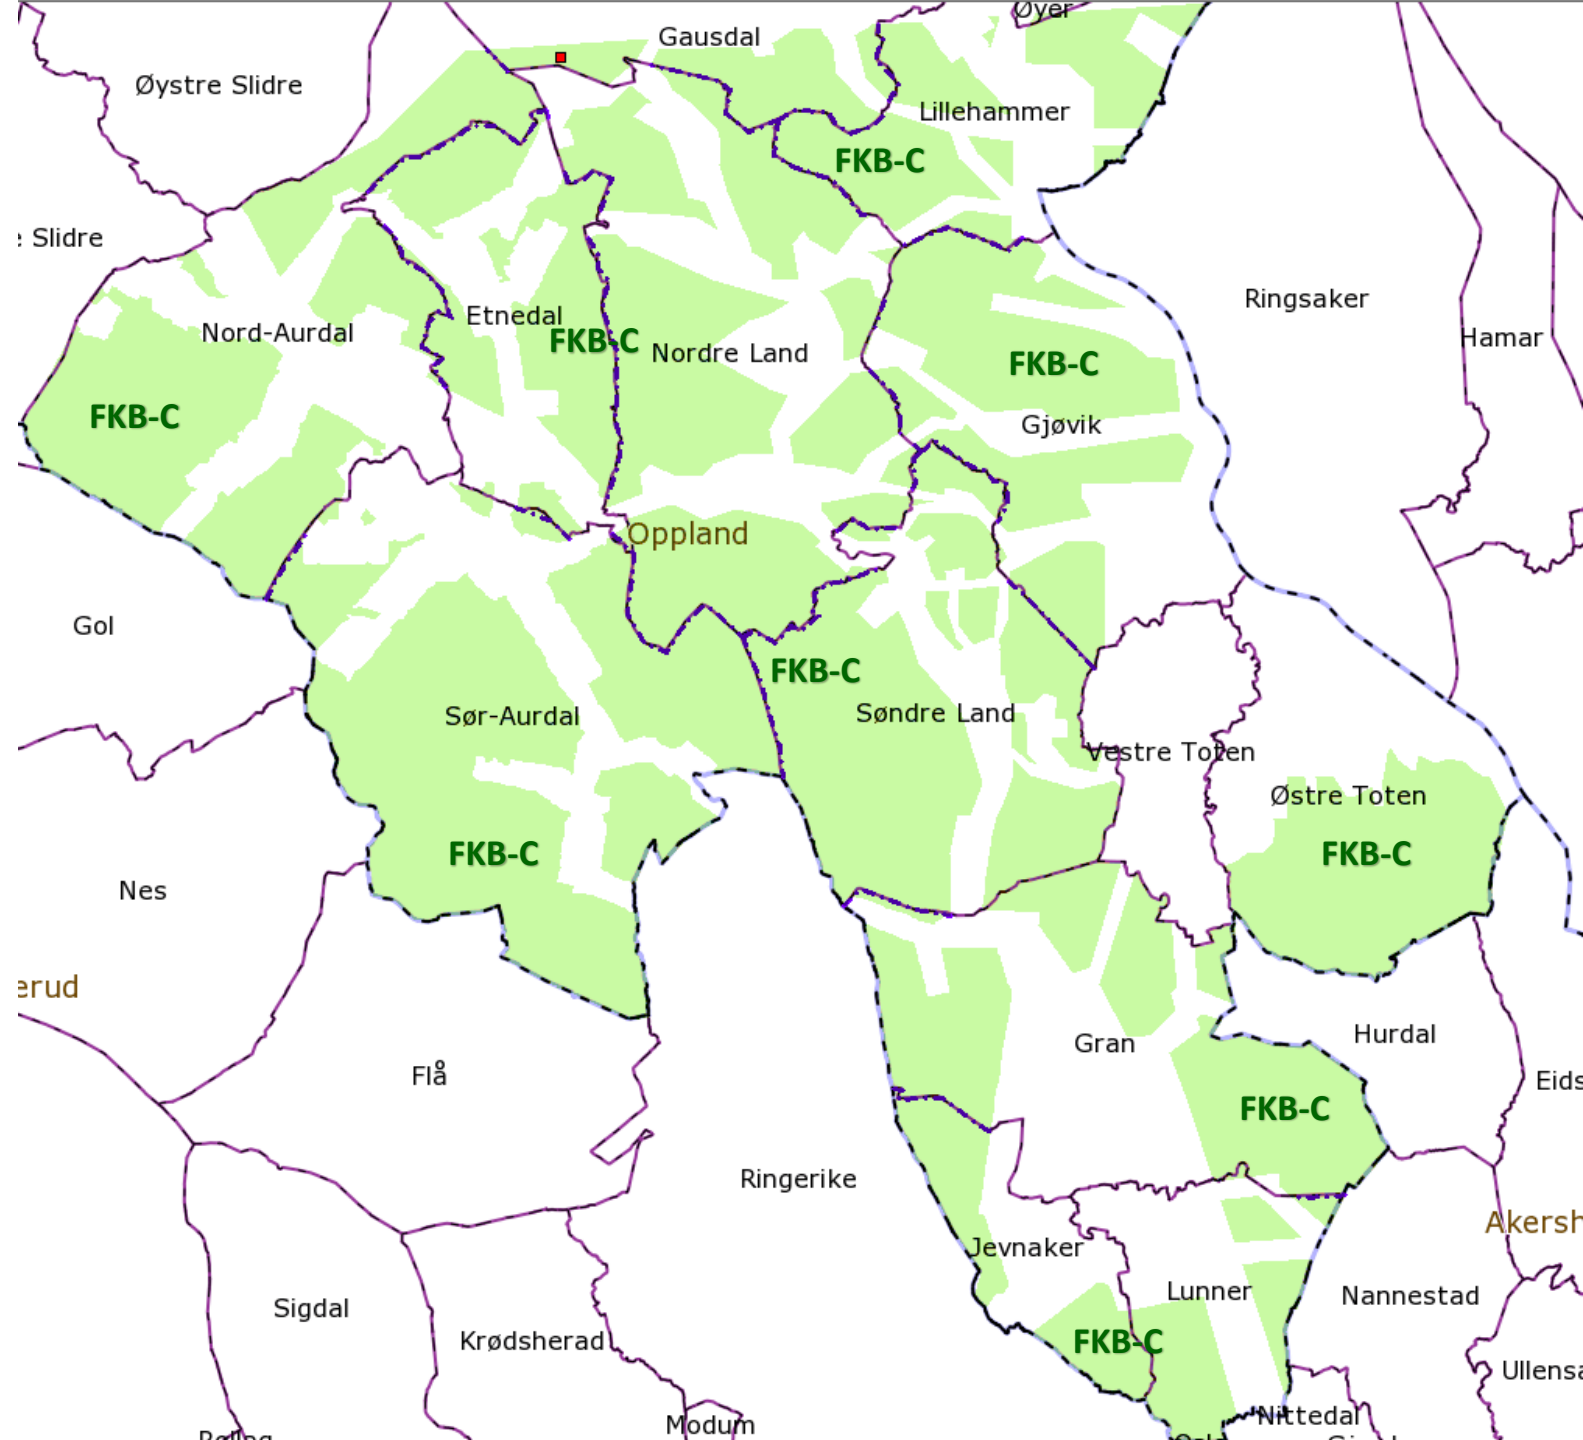 Øyer
Gausdal
Øystre Slidre
Lillehammer
FKB-C
Slidre
Ringsaker
Etnedal
Nord-Aurdal
FKB-C
Hamar
Nordre Land
FKB-C
FKB-C
Gjøvik
Oppland
Gol
FKB-C
Søndre Land
Sør-Aurdal
Vestre Toten
Østre Toten
FKB-C
FKB-C
Nes
erud
Hurdal
Gran
Flå
Eids
FKB-C
Ringerike
Akersh
Jevnaker
Lunner
Nannestad
Sigdal
Krødsherad
FKB-C
Ullensa
Nittedal
Modum